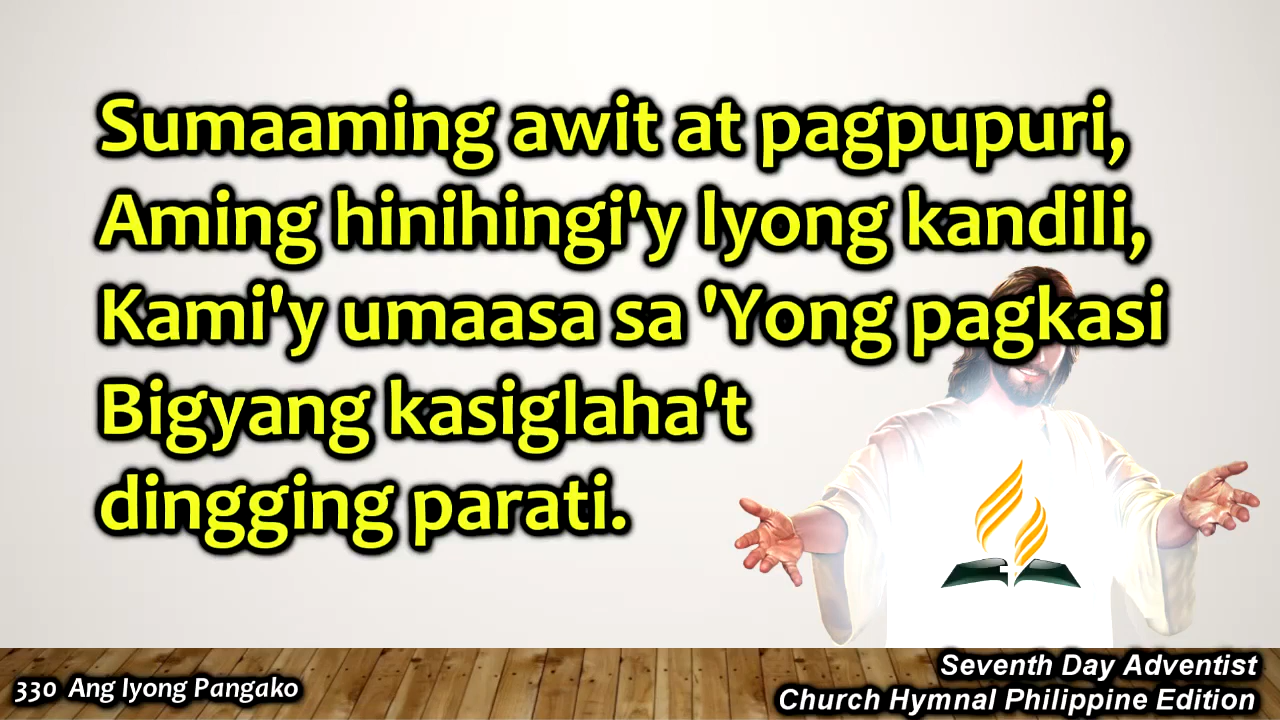 Sumaaming awit at pagpupuri,
Aming hinihingi'y Iyong kandili,
Kami'y umaasa sa 'Yong pagkasi
Bigyang kasiglaha't
dingging parati.
330 Ang Iyong Pangako
Seventh Day Adventist
Church Hymnal Philippine Edition